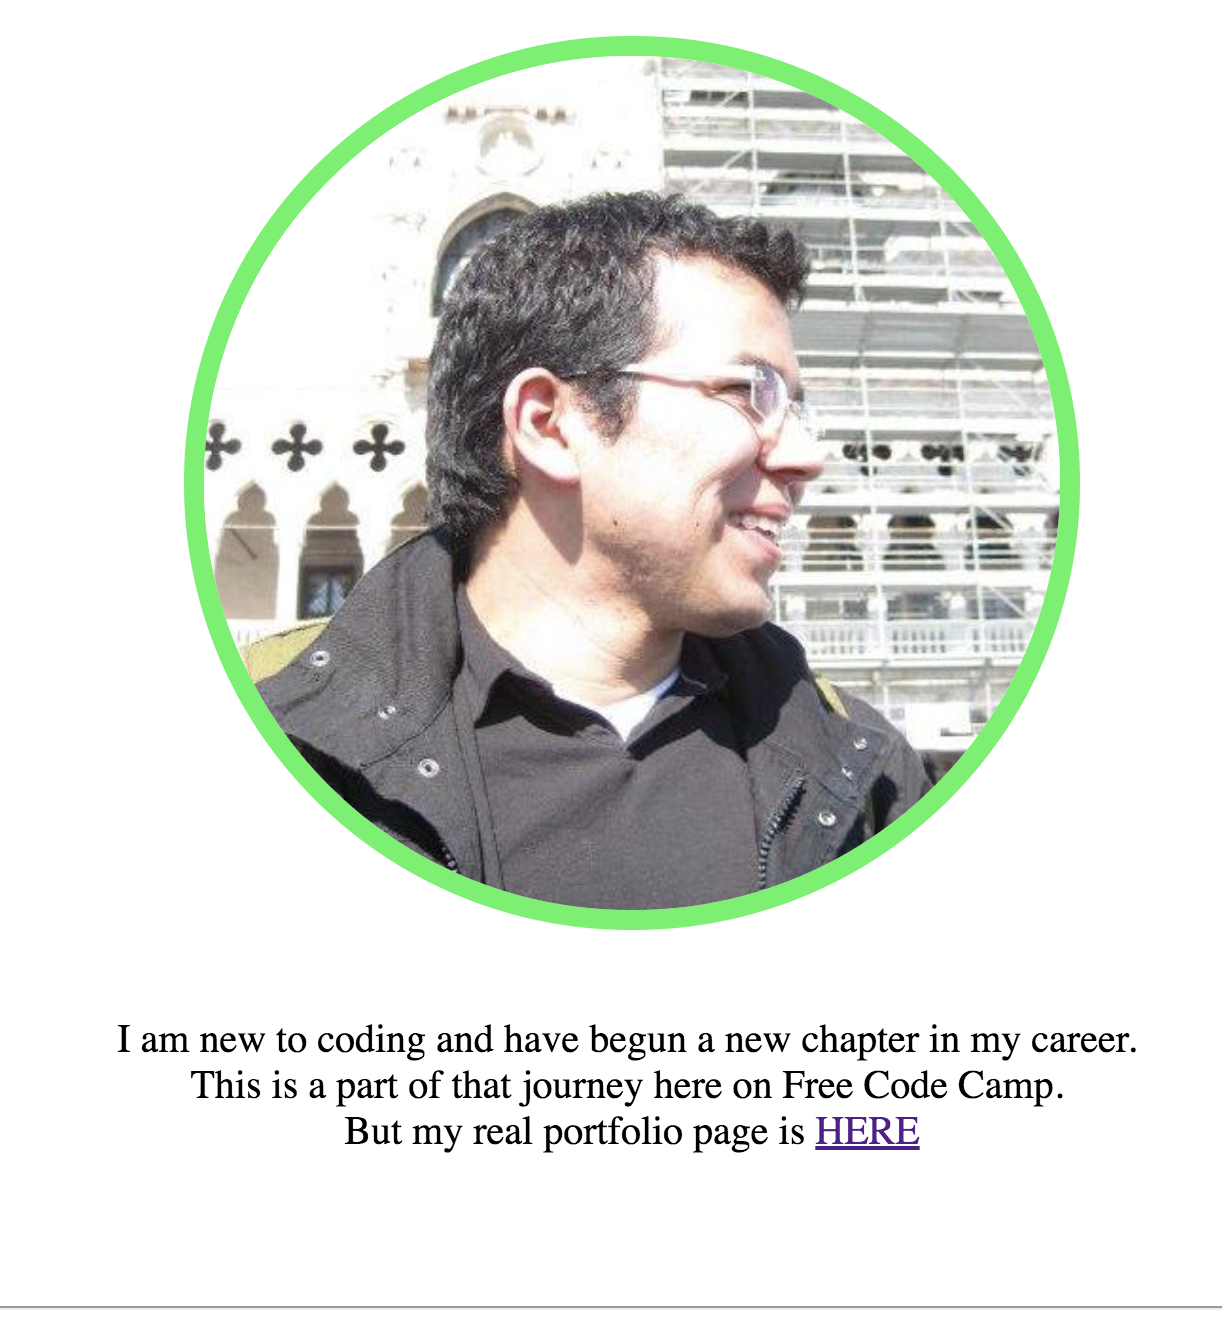 I am new to coding and have begun a new chapter in my career.
This is a part of that journey here on Free Code Camp.
But my real portfolio page is HERE